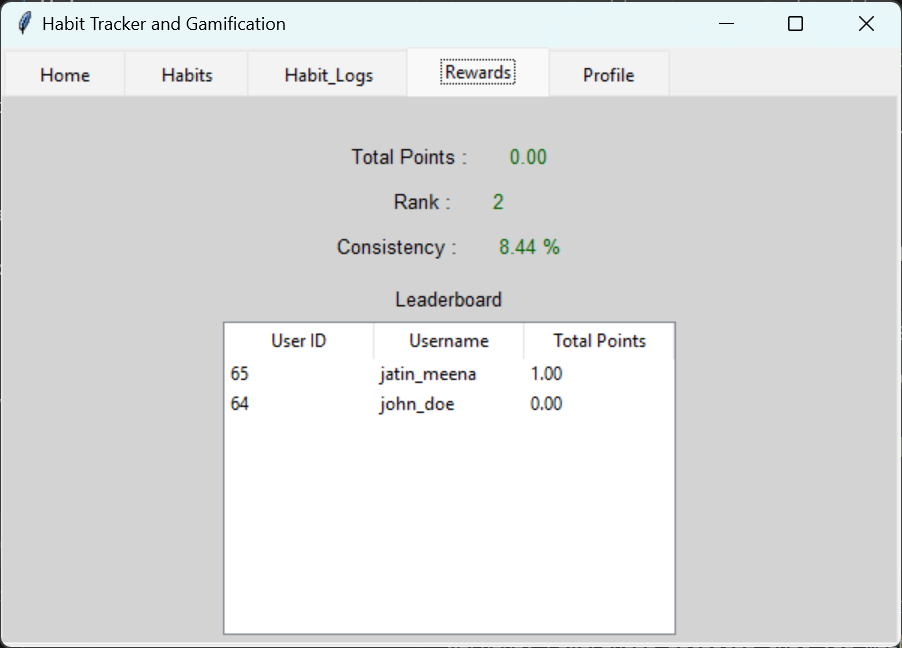 Habit Tracker and Gamification
Home Habits Habit_Logs Rewards Profile
Total Points : 0.00
Rank : 2
Consistency : 8.44 %
Leaderboard
User ID Username Total Points
65 jatin_meena 1.00
64 john_doe 0.00